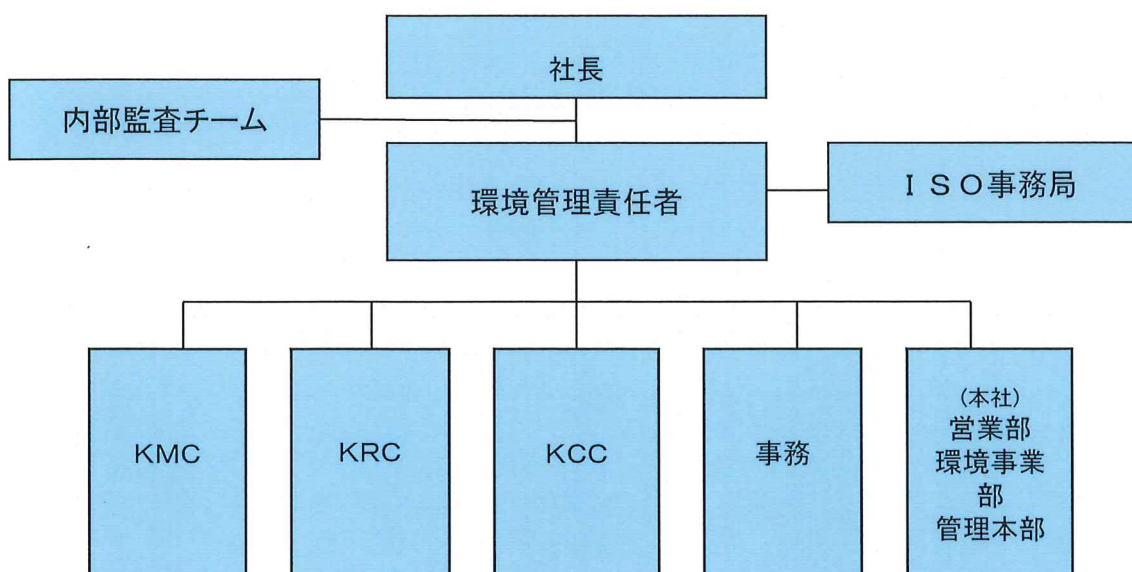 社長
内部監査チーム
環境管理責任者
ＩＳＯ事務局
KMC
KRC
KCC
事務
(本社)
営業部
環境事業
部
管理本部